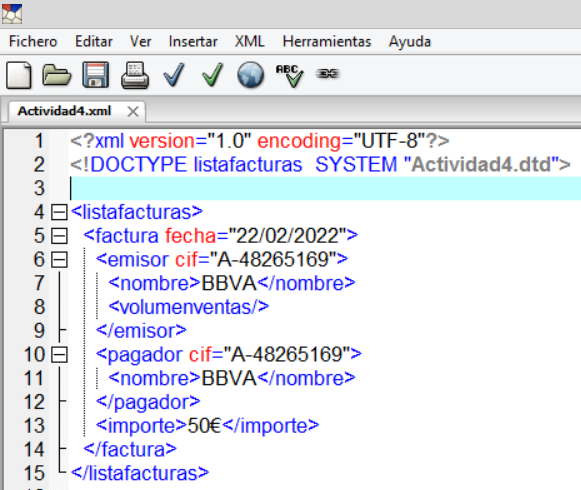 Fichero Editar Ver Insertar XML Herramientas Ayuda
ABC
Actividad4.xml
1 <?xml version="1.0" encoding="UTF-8"?>
2 <!DOCTYPE listafacturas  SYSTEM "Actividad4.dtd">
3
4 <listafacturas>
5 <factura fecha="22/02/2022">
6 <emisor cif="A-48265169">
7 <nombre>BBVA</nombre>
8 <volumenventas/>
9 </emisor>
10 <pagador cif="A-48265169">
11 <nombre>BBVA</nombre>
12 </pagador>
13 <importe>50€</importe>
14 </factura>
15 </listafacturas>